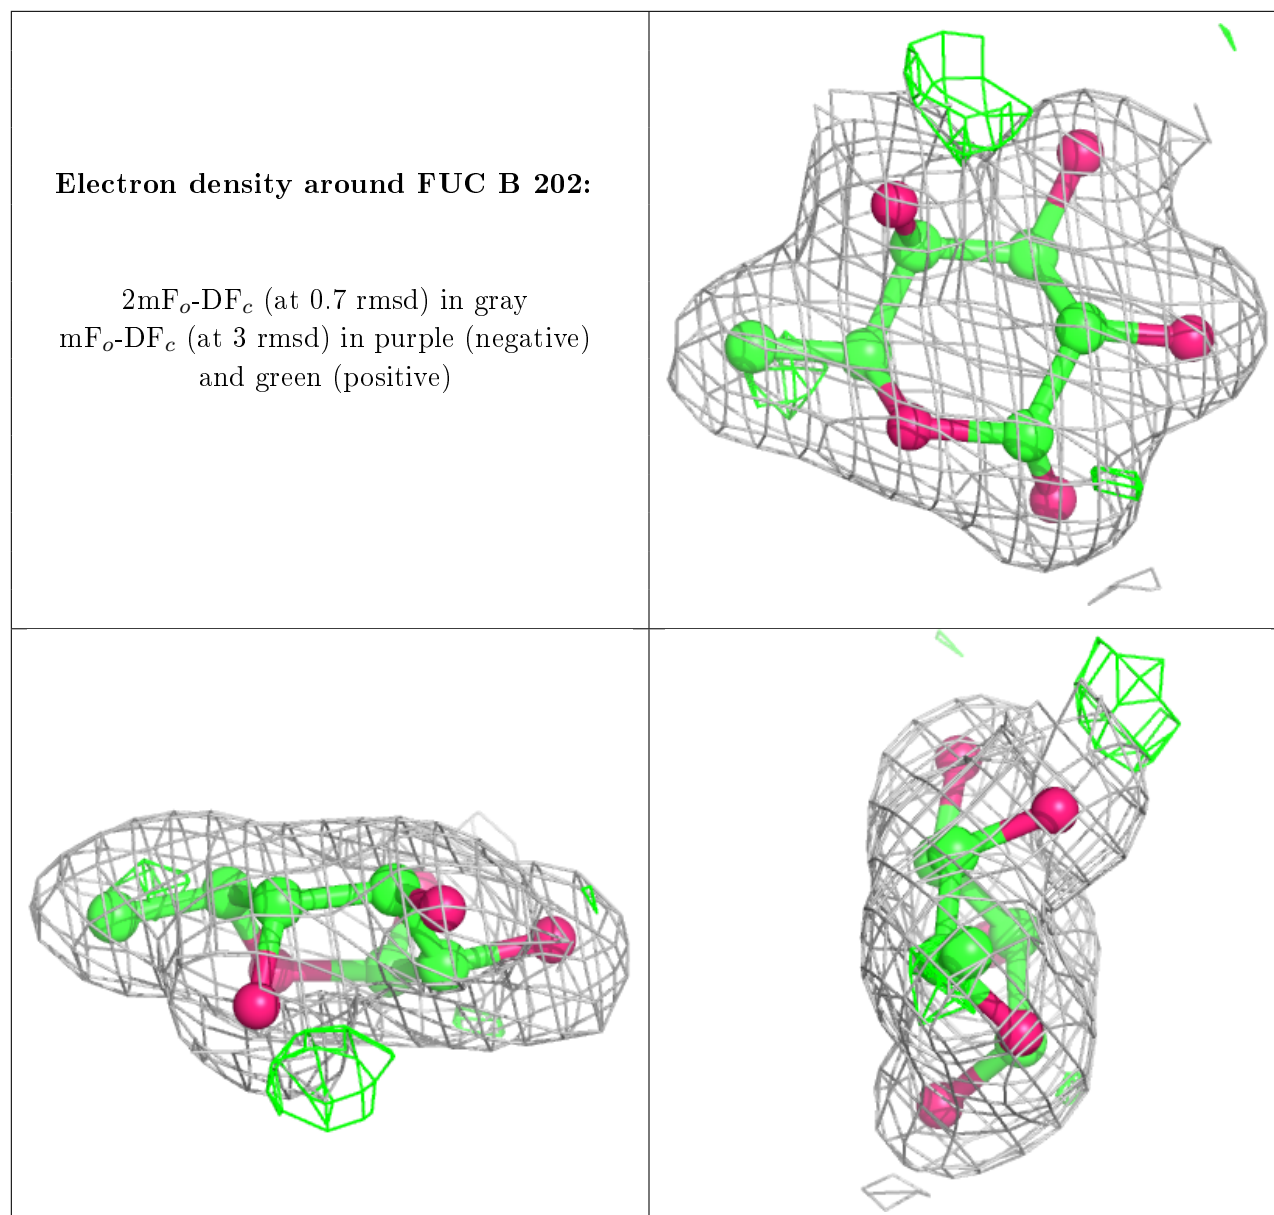 Electron density around FUC B 202:
2mFₒ-DF𝒸 (at 0.7 rmsd) in gray
mFₒ-DF𝒸 (at 3 rmsd) in purple (negative)
and green (positive)